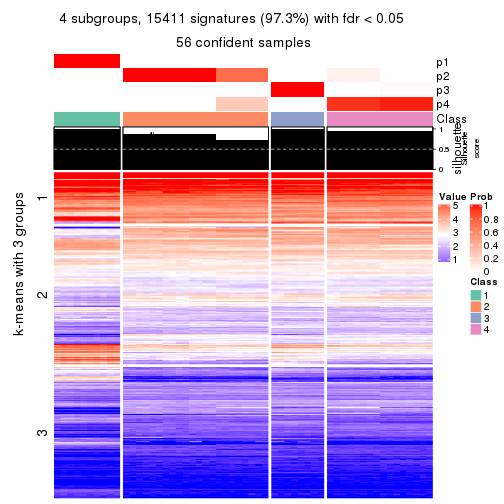 4 subgroups, 15411 signatures (97.3%) with fdr < 0.05
56 confident samples
p1
p2
p3
p4
Class
1
0.5
0
silhouette
Silhouette
score
k-means with 3 groups
1
2
3
Value
5
4
3
2
1
Prob
1
0.8
0.6
0.4
0.2
0
Class
1
2
3
4